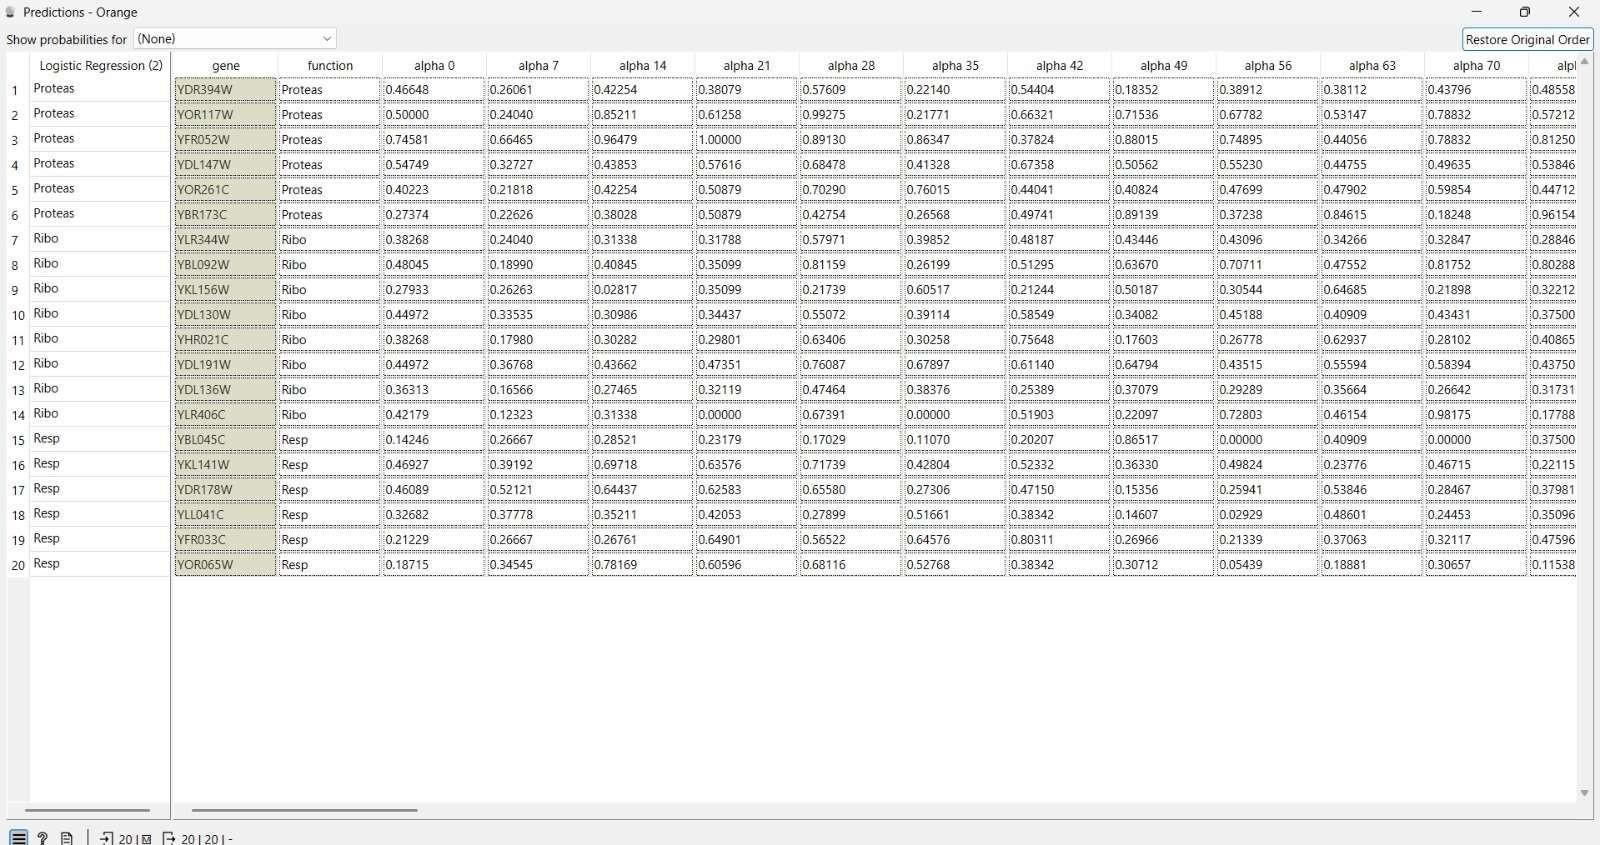 Predictions - Orange
Show probabilities for (None) Restore Original Order
Logistic Regression (2) gene function alpha 0 alpha 7 alpha 14 alpha 21 alpha 28 alpha 35 alpha 42 alpha 49 alpha 56 alpha 63 alpha 70 alpl
1 Proteas YDR394W Proteas 0.46648 0.26061 0.42254 0.38079 0.57609 0.22140 0.54404 0.18352 0.38912 0.38112 0.43796 0.48558
2 Proteas YOR117W Proteas 0.50000 0.24040 0.85211 0.61258 0.99275 0.21771 0.66321 0.71536 0.67782 0.53147 0.78832 0.57212
3 Proteas YFR052W Proteas 0.74581 0.66465 0.96479 1.00000 0.89130 0.86347 0.37824 0.88015 0.74895 0.44056 0.78832 0.81250
4 Proteas YDL147W Proteas 0.54749 0.32727 0.43853 0.57616 0.68478 0.41328 0.67358 0.50562 0.55230 0.44755 0.49635 0.53846
5 Proteas YOR261C Proteas 0.40223 0.21818 0.42254 0.50879 0.70290 0.76015 0.44041 0.40824 0.47699 0.47902 0.59854 0.44712
6 Proteas YBR173C Proteas 0.27374 0.22626 0.38028 0.50879 0.42754 0.26568 0.49741 0.89139 0.37238 0.84615 0.18248 0.96154
7 Ribo YLR344W Ribo 0.38268 0.24040 0.31338 0.31788 0.57971 0.39852 0.48187 0.43446 0.43096 0.34266 0.32847 0.28846
8 Ribo YBL092W Ribo 0.48045 0.18990 0.40845 0.35099 0.81159 0.26199 0.51295 0.63670 0.70711 0.47552 0.81752 0.80288
9 Ribo YKL156W Ribo 0.27933 0.26263 0.02817 0.35099 0.21739 0.60517 0.21244 0.50187 0.30544 0.64685 0.21898 0.32212
10 Ribo YDL130W Ribo 0.44972 0.33535 0.30986 0.34437 0.55072 0.39114 0.58549 0.34082 0.45188 0.40909 0.43431 0.37500
11 Ribo YHR021C Ribo 0.38268 0.17980 0.30282 0.29801 0.63406 0.30258 0.75648 0.17603 0.26778 0.62937 0.28102 0.40865
12 Ribo YDL191W Ribo 0.44972 0.36768 0.43662 0.47351 0.76087 0.67897 0.61140 0.64794 0.43515 0.55594 0.58394 0.43750
13 Ribo YDL136W Ribo 0.36313 0.16566 0.27465 0.32119 0.47464 0.38376 0.25389 0.37079 0.29289 0.35664 0.26642 0.31731
14 Ribo YLR406C Ribo 0.42179 0.12323 0.31338 0.00000 0.67391 0.00000 0.51903 0.22097 0.72803 0.46154 0.98175 0.17788
15 Resp YBL045C Resp 0.14246 0.26667 0.28521 0.23179 0.17029 0.11070 0.20207 0.86517 0.00000 0.40909 0.00000 0.37500
16 Resp YKL141W Resp 0.46927 0.39192 0.69718 0.63576 0.71739 0.42804 0.52332 0.36330 0.49824 0.23776 0.46715 0.22115
17 Resp YDR178W Resp 0.46089 0.52121 0.64437 0.62583 0.65580 0.27306 0.47150 0.15356 0.25941 0.53846 0.28467 0.37981
18 Resp YLL041C Resp 0.32682 0.37778 0.35211 0.42053 0.27899 0.51661 0.38342 0.14607 0.02929 0.48601 0.24453 0.35096
19 Resp YFR033C Resp 0.21229 0.26667 0.26761 0.64901 0.56522 0.64576 0.80311 0.26966 0.21339 0.37063 0.32117 0.47596
20 Resp YOR065W Resp 0.18715 0.34545 0.78169 0.60596 0.68116 0.52768 0.38342 0.30712 0.05439 0.18881 0.30657 0.11538
? 20 | M 20 | 20 | -